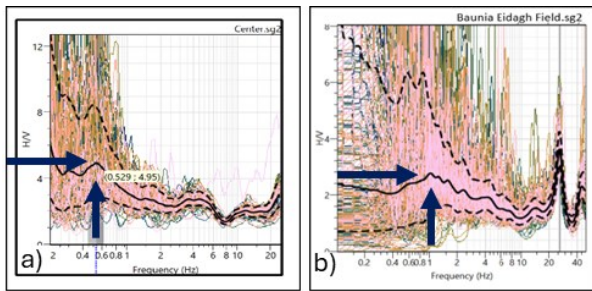 Center.sg2
12
8
4
0
H/V
(0.529 ; 4.95)
2 0.4 0.6 0.8 1 2 4 6 8 10 20
Frequency (Hz)
a)
Baunia Eidagh Field.sg2
8
6
4
2
0
H/V
0.2 0.4 0.6 0.8 1 2 4 6 8 10 20 40
Frequency (Hz)
b)